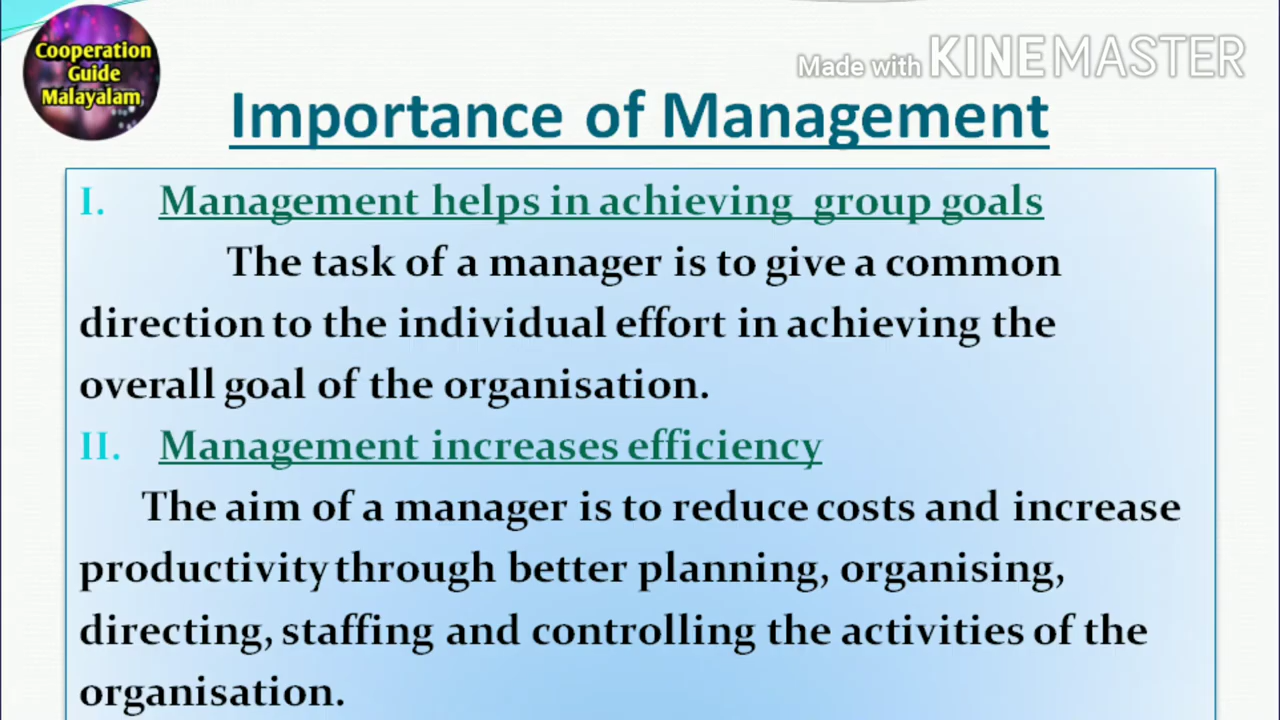 Cooperation
Guide
Malayalam
Made with KINEMASTER
Importance of Management
I. Management helps in achieving group goals
The task of a manager is to give a common
direction to the individual effort in achieving the
overall goal of the organisation.
II. Management increases efficiency
The aim of a manager is to reduce costs and increase
productivity through better planning, organising,
directing, staffing and controlling the activities of the
organisation.